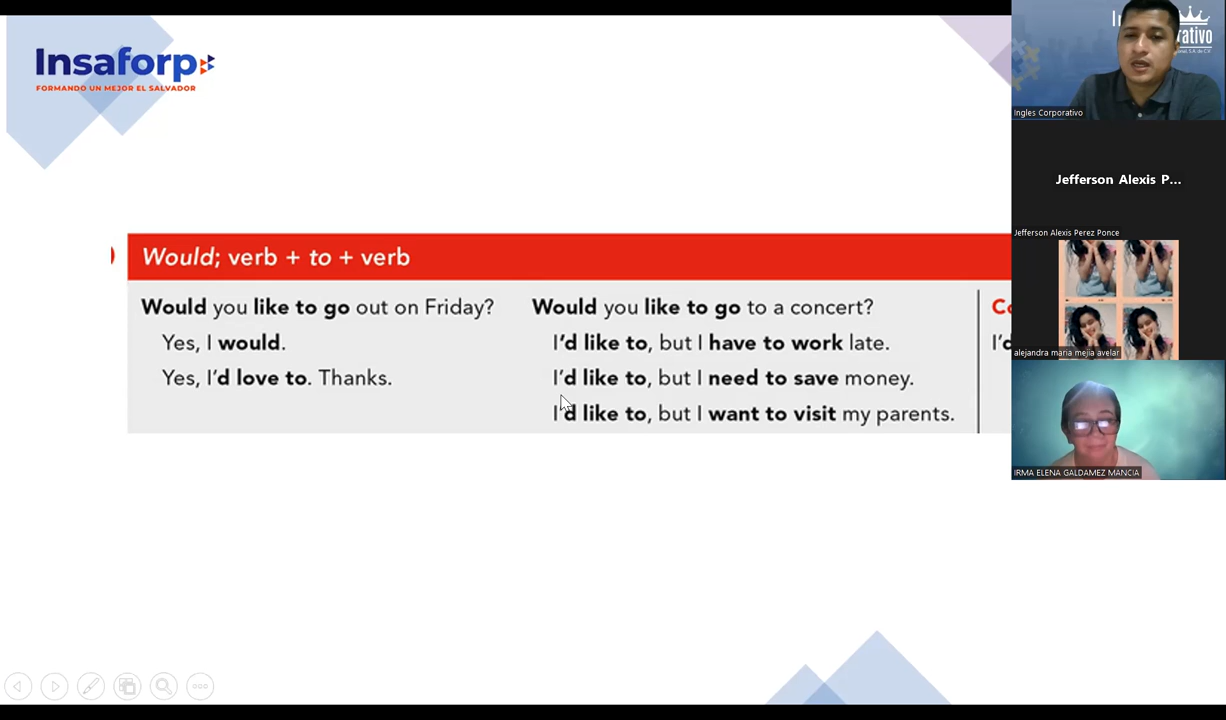 Insaforp
FORMANDO UN MEJOR EL SALVADOR
Would; verb + to + verb
Would you like to go out on Friday?
Yes, I would.
Yes, I'd love to. Thanks.
Would you like to go to a concert?
I'd like to, but I have to work late.
I'd like to, but I need to save money.
I'd like to, but I want to visit my parents.
Ingles Corporativo
Jefferson Alexis P...
Jefferson Alexis Perez Ponce
alejandra maria mejia avelar
IRMA ELENA GALDAMEZ MANCIA